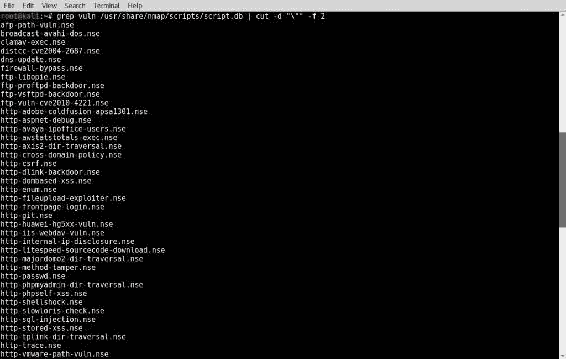 File Edit View Search Terminal Help
root@kali:~# grep vuln /usr/share/nmap/scripts/script.db | cut -d "\"" -f 2
afp-path-vuln.nse
broadcast-avahi-dos.nse
clamav-exec.nse
distcc-cve2004-2687.nse
dns-update.nse
firewall-bypass.nse
ftp-libopie.nse
ftp-proftpd-backdoor.nse
ftp-vsftpd-backdoor.nse
ftp-vuln-cve2010-4221.nse
http-adobe-coldfusion-apsa1301.nse
http-aspnet-debug.nse
http-avaya-ipoffice-users.nse
http-awstatstotals-exec.nse
http-axis2-dir-traversal.nse
http-cross-domain-policy.nse
http-csrf.nse
http-dlink-backdoor.nse
http-dombased-xss.nse
http-enum.nse
http-fileupload-exploiter.nse
http-frontpage-login.nse
http-git.nse
http-huawei-hg5xx-vuln.nse
http-iis-webdav-vuln.nse
http-internal-ip-disclosure.nse
http-litespeed-sourcecode-download.nse
http-majordomo2-dir-traversal.nse
http-method-tamper.nse
http-passwd.nse
http-phpmyadmin-dir-traversal.nse
http-phpself-xss.nse
http-shellshock.nse
http-slowloris-check.nse
http-sql-injection.nse
http-stored-xss.nse
http-tplink-dir-traversal.nse
http-trace.nse
http-vmware-path-vuln.nse